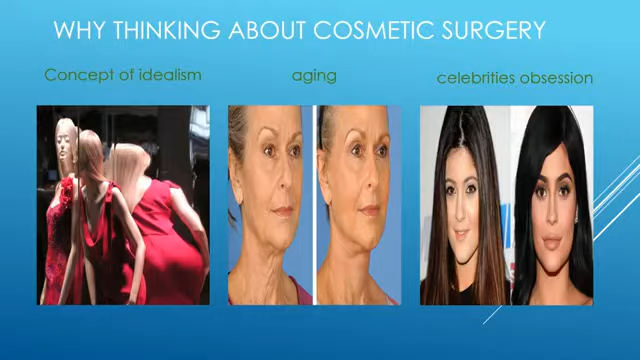 WHY THINKING ABOUT COSMETIC SURGERY
Concept of idealism
aging
celebrities obsession